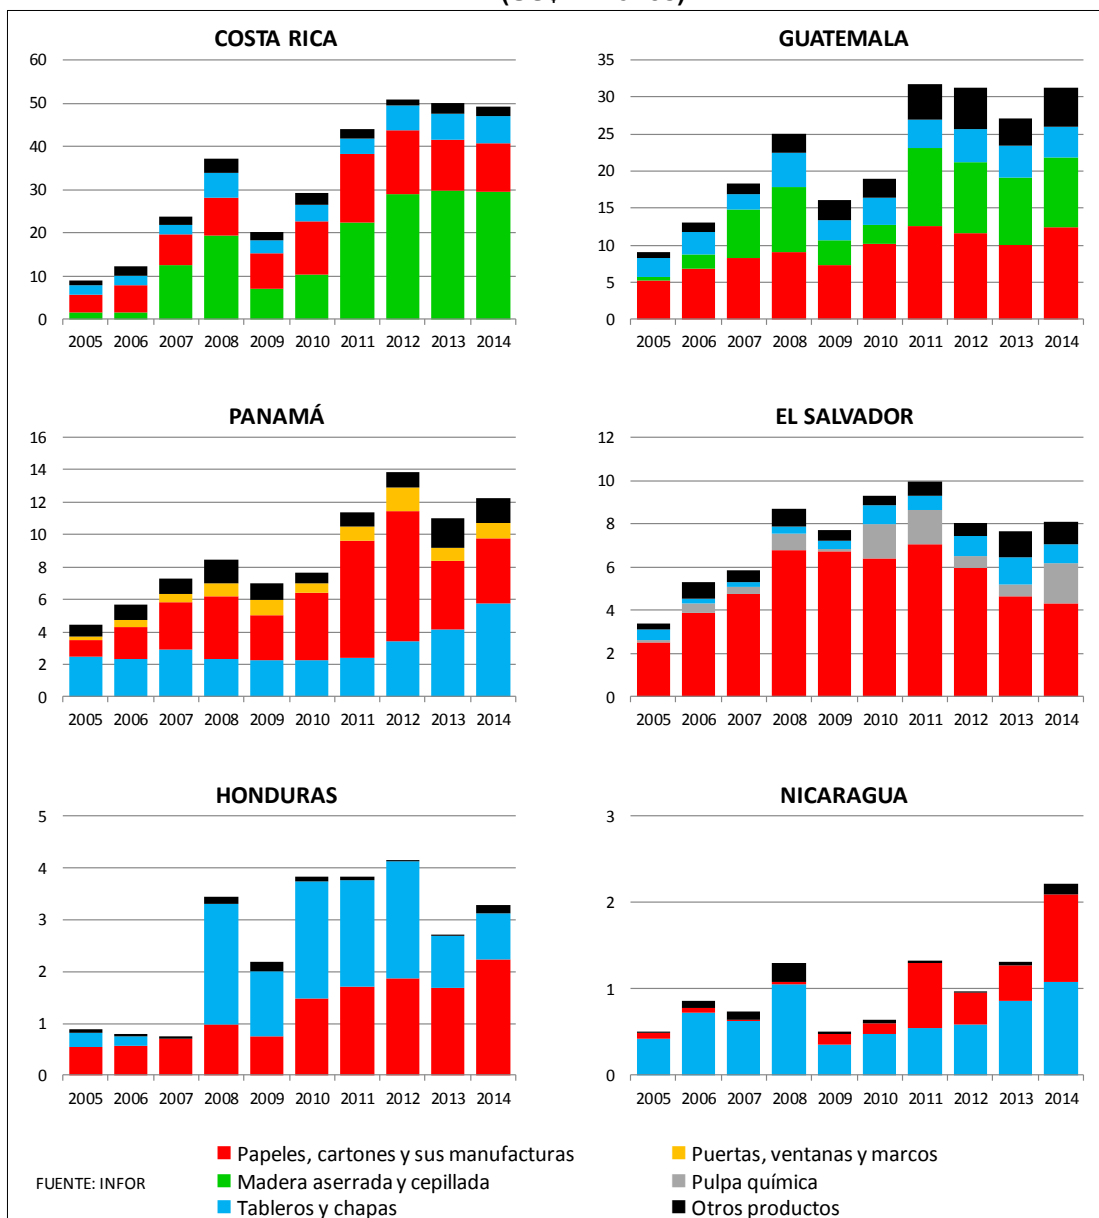 COSTA RICA
60
50
40
30
20
10
0
2005 2006 2007 2008 2009 2010 2011 2012 2013 2014
GUATEMALA
35
30
25
20
15
10
5
0
2005 2006 2007 2008 2009 2010 2011 2012 2013 2014
PANAMÁ
16
14
12
10
8
6
4
2
0
2005 2006 2007 2008 2009 2010 2011 2012 2013 2014
EL SALVADOR
12
10
8
6
4
2
0
2005 2006 2007 2008 2009 2010 2011 2012 2013 2014
HONDURAS
5
4
3
2
1
0
2005 2006 2007 2008 2009 2010 2011 2012 2013 2014
NICARAGUA
3
2
1
0
2005 2006 2007 2008 2009 2010 2011 2012 2013 2014
Papeles, cartones y sus manufacturas
Puertas, ventanas y marcos
FUENTE: INFOR
Madera aserrada y cepillada
Pulpa química
Tableros y chapas
Otros productos